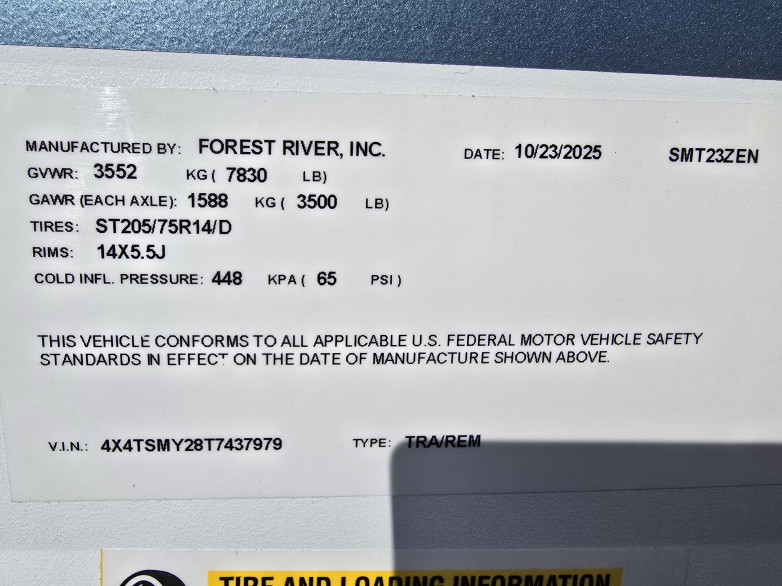 MANUFACTURED BY: FOREST RIVER, INC. DATE: 10/23/2025 SMT23ZEN
GVWR: 3552 KG ( 7830 LB)
GAWR (EACH AXLE): 1588 KG ( 3500 LB)
TIRES: ST205/75R14/D
RIMS: 14X5.5J
COLD INFL. PRESSURE: 448 KPA ( 65 PSI )
THIS VEHICLE CONFORMS TO ALL APPLICABLE U.S. FEDERAL MOTOR VEHICLE SAFETY
STANDARDS IN EFFECT ON THE DATE OF MANUFACTURE SHOWN ABOVE.
V.I.N.: 4X4TSMY28T7437979 TYPE: TRA/REM
TIRE AND LOADING INFORMATION